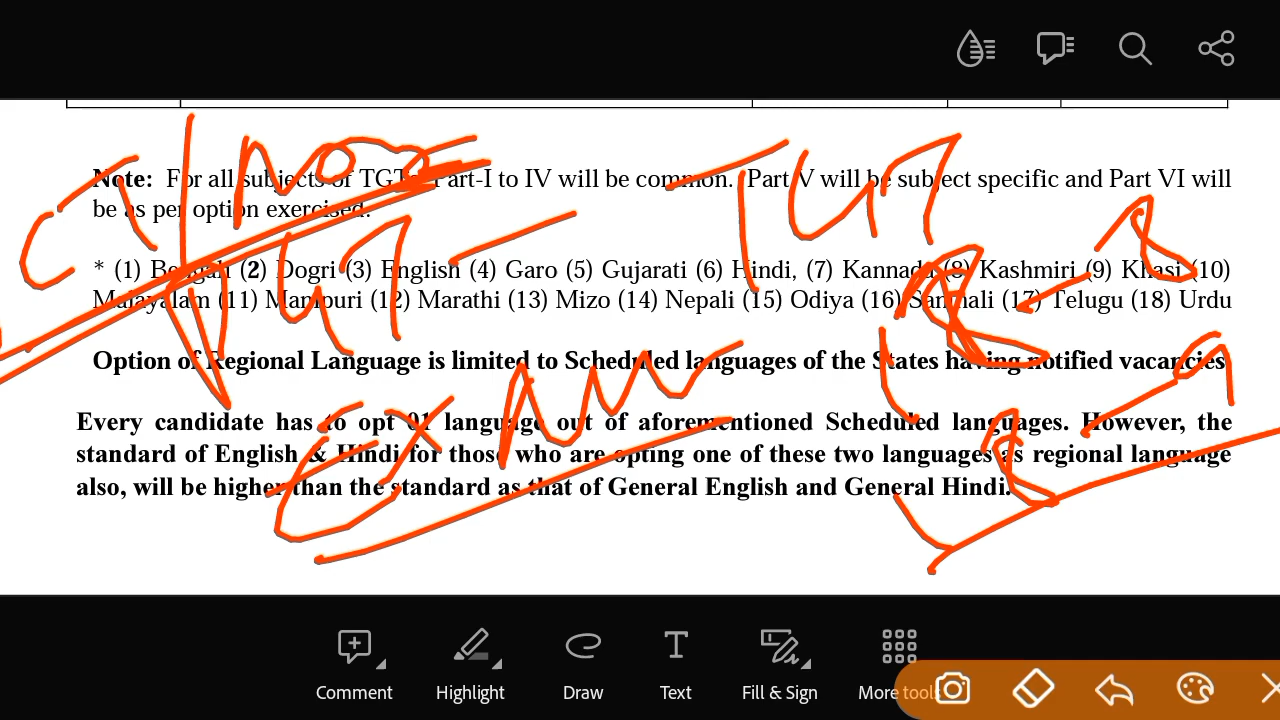 Note: For all subjects of TGTs, Part-I to IV will be common. Part V will be subject specific and Part VI will
be as per option exercised.
* (1) Bengali (2) Dogri (3) English (4) Garo (5) Gujarati (6) Hindi, (7) Kannada (8) Kashmiri (9) Khasi (10)
Malayalam (11) Manipuri (12) Marathi (13) Mizo (14) Nepali (15) Odiya (16) Santhali (17) Telugu (18) Urdu
Option of Regional Language is limited to Scheduled languages of the States having notified vacancies
Every candidate has to opt 01 language out of aforementioned Scheduled languages. However, the
standard of English & Hindi for those who are opting one of these two languages as regional language
also, will be higher than the standard as that of General English and General Hindi.
TGT
Exam
Comment Highlight Draw Text Fill & Sign More tools